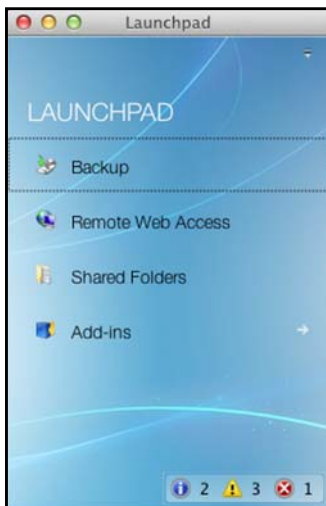 Launchpad
LAUNCHPAD
Backup
Remote Web Access
Shared Folders
Add-ins
2 3 1